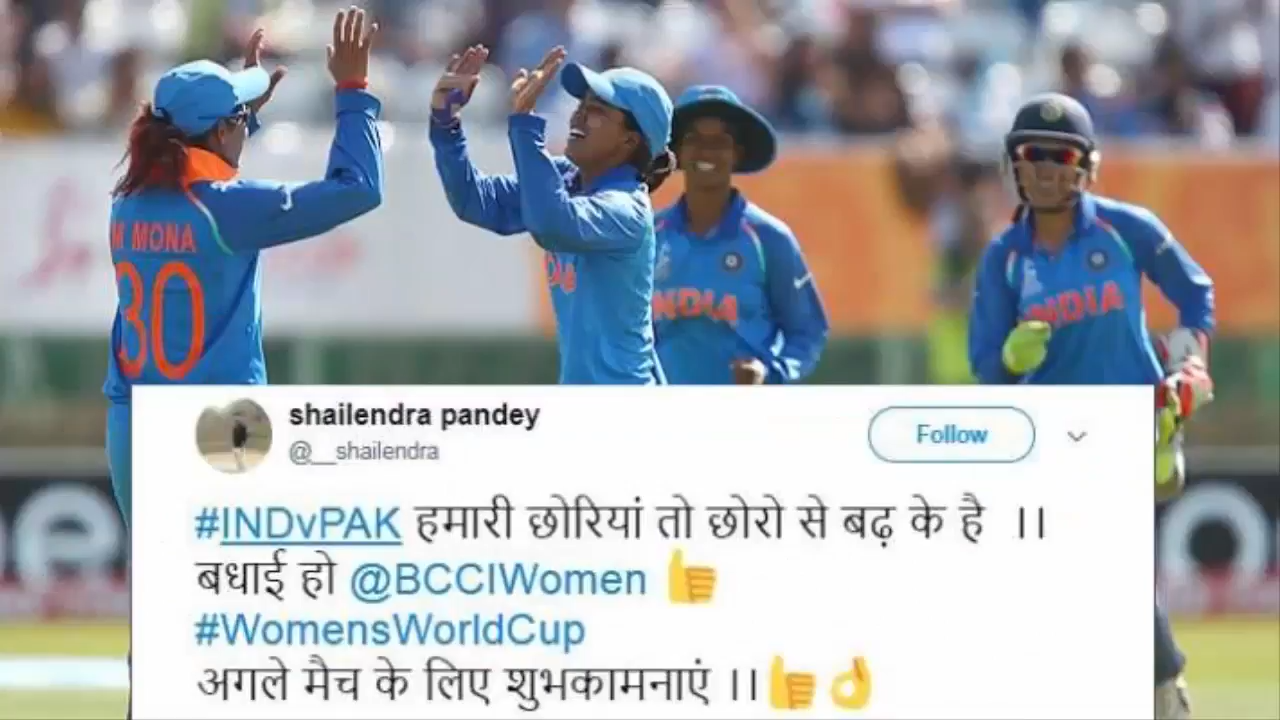 M MONA
30
INDIA
INDIA
shailendra pandey
@__shailendra
Follow
#INDvPAK हमारी छोरियां तो छोरो से बढ़ के है ।।
बधाई हो @BCCIWomen 👍
#WomensWorldCup
अगले मैच के लिए शुभकामनाएं ।।👍👌